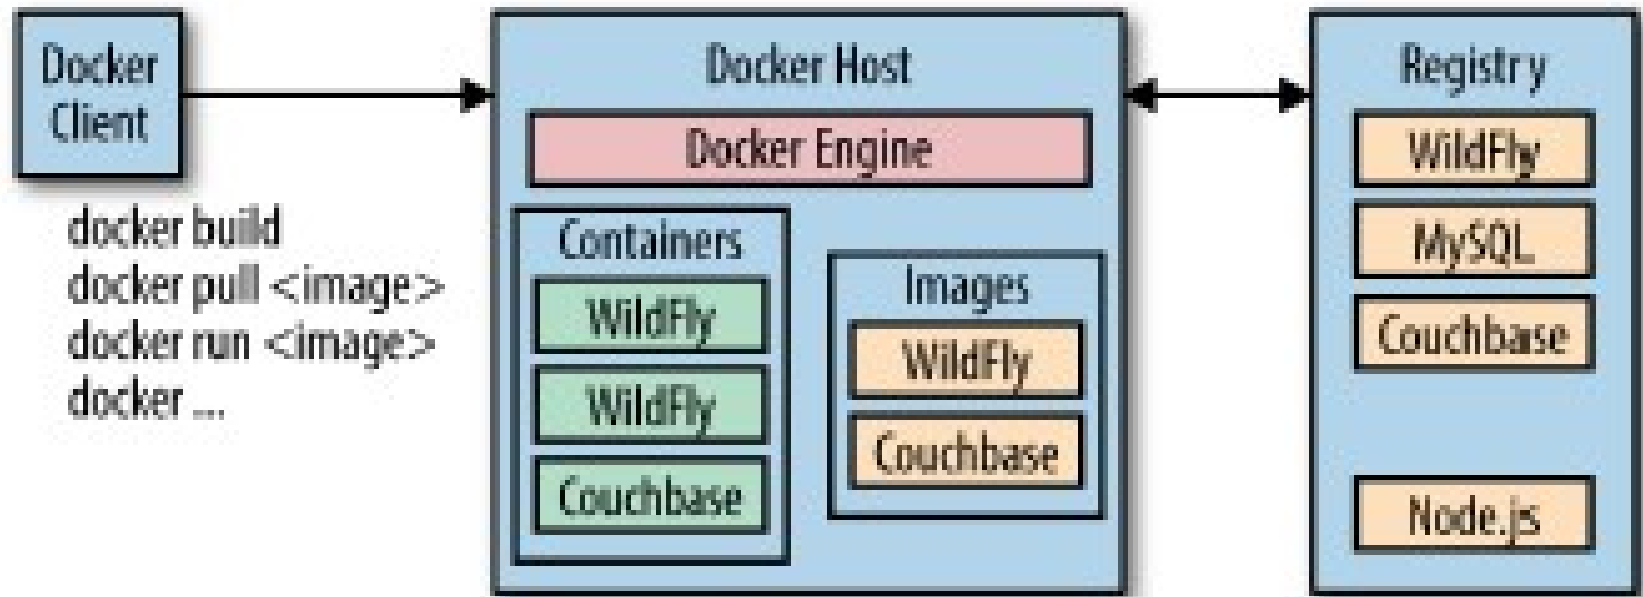 Docker
Client
docker build
docker pull <image>
docker run <image>
docker ...
Docker Host
Docker Engine
Containers
WildFly
WildFly
Couchbase
Images
WildFly
Couchbase
Registry
WildFly
MySQL
Couchbase
Node.js